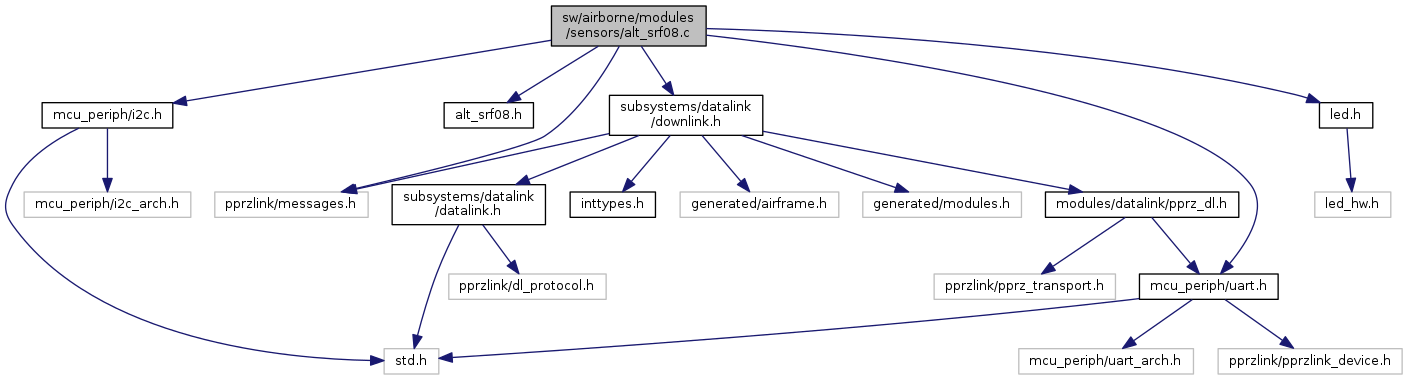 sw/airborne/modules
/sensors/alt_srf08.c
mcu_periph/i2c.h
alt_srf08.h
subsystems/datalink
/downlink.h
led.h
mcu_periph/i2c_arch.h
pprzlink/messages.h
subsystems/datalink
/datalink.h
inttypes.h
generated/airframe.h
generated/modules.h
modules/datalink/pprz_dl.h
led_hw.h
pprzlink/dl_protocol.h
pprzlink/pprz_transport.h
mcu_periph/uart.h
std.h
mcu_periph/uart_arch.h
pprzlink/pprzlink_device.h